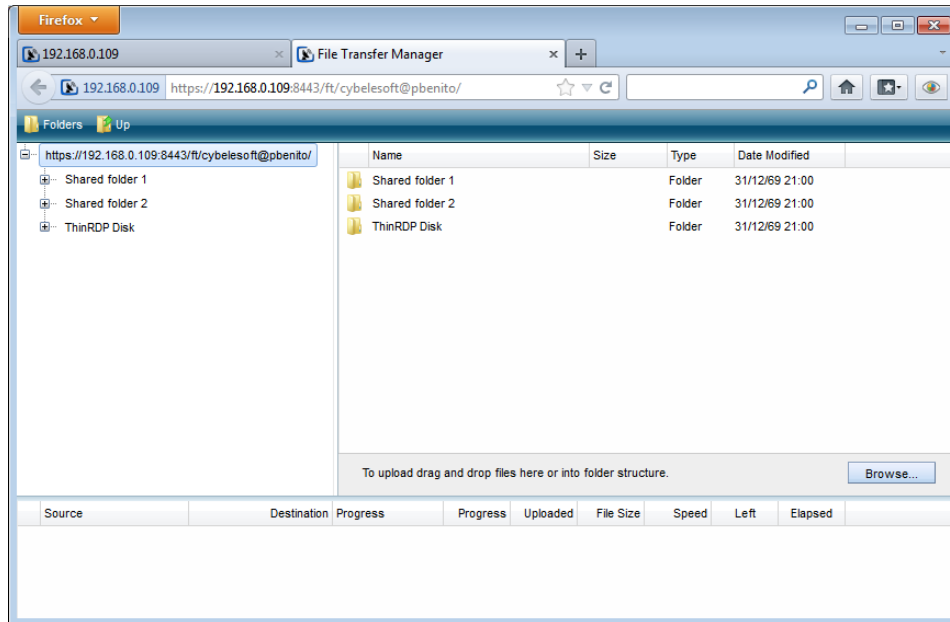 Firefox
192.168.0.109 File Transfer Manager
192.168.0.109 https://192.168.0.109:8443/ft/cybelesoft@pbenito/
Folders Up
https://192.168.0.109:8443/ft/cybelesoft@pbenito/
Shared folder 1
Shared folder 2
ThinRDP Disk
Name Size Type Date Modified
Shared folder 1 Folder 31/12/69 21:00
Shared folder 2 Folder 31/12/69 21:00
ThinRDP Disk Folder 31/12/69 21:00
To upload drag and drop files here or into folder structure. Browse...
Source Destination Progress Progress Uploaded File Size Speed Left Elapsed